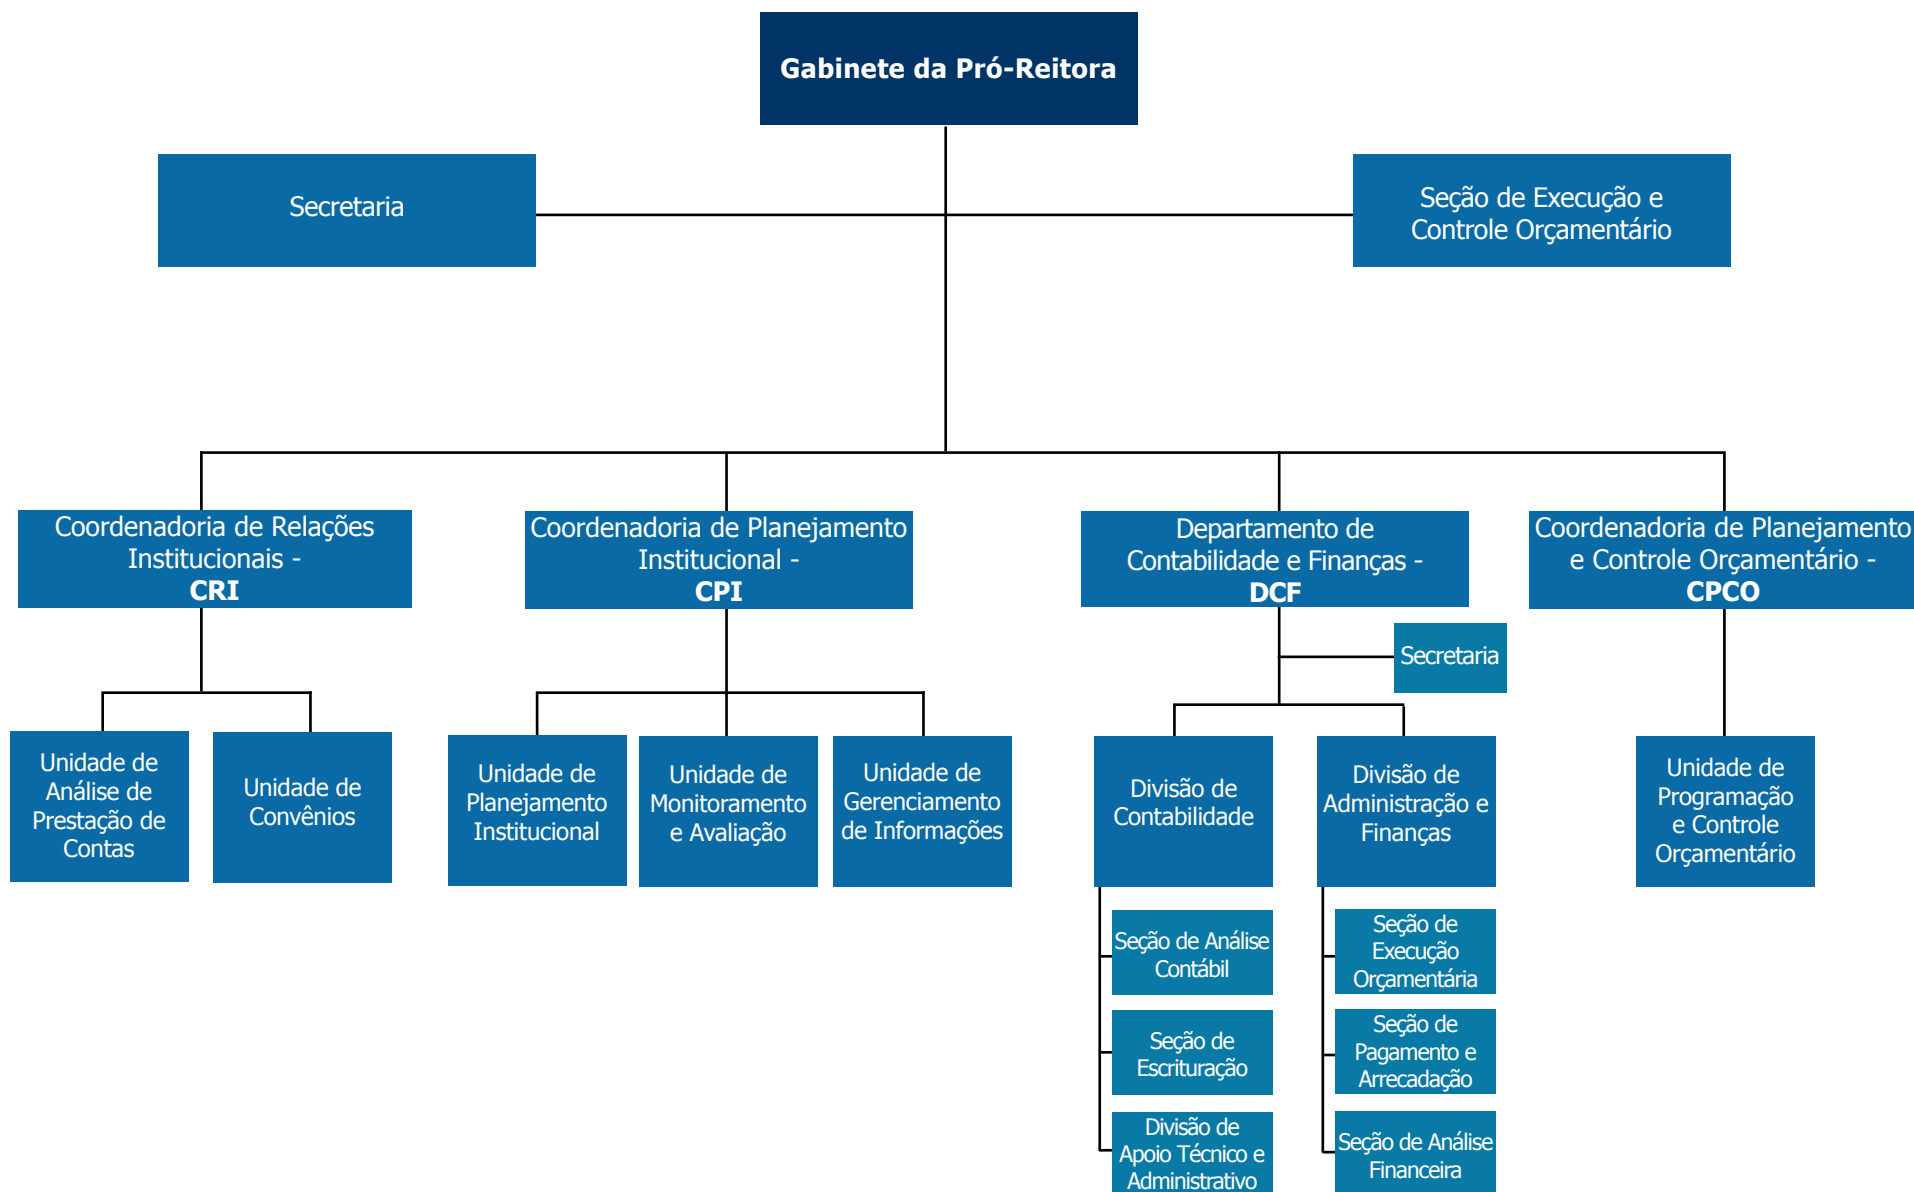 Gabinete da Pró-Reitora
Secretaria
Seção de Execução e
Controle Orçamentário
Coordenadoria de Relações
Institucionais -
CRI
Coordenadoria de Planejamento
Institucional -
CPI
Departamento de
Contabilidade e Finanças -
DCF
Coordenadoria de Planejamento
e Controle Orçamentário -
CPCO
Secretaria
Unidade de
Análise de
Prestação de
Contas
Unidade de
Convênios
Unidade de
Planejamento
Institucional
Unidade de
Monitoramento
e Avaliação
Unidade de
Gerenciamento
de Informações
Divisão de
Contabilidade
Divisão de
Administração e
Finanças
Unidade de
Programação
e Controle
Orçamentário
Seção de Análise
Contábil
Seção de
Escrituração
Divisão de
Apoio Técnico e
Administrativo
Seção de
Execução
Orçamentária
Seção de
Pagamento e
Arrecadação
Seção de Análise
Financeira